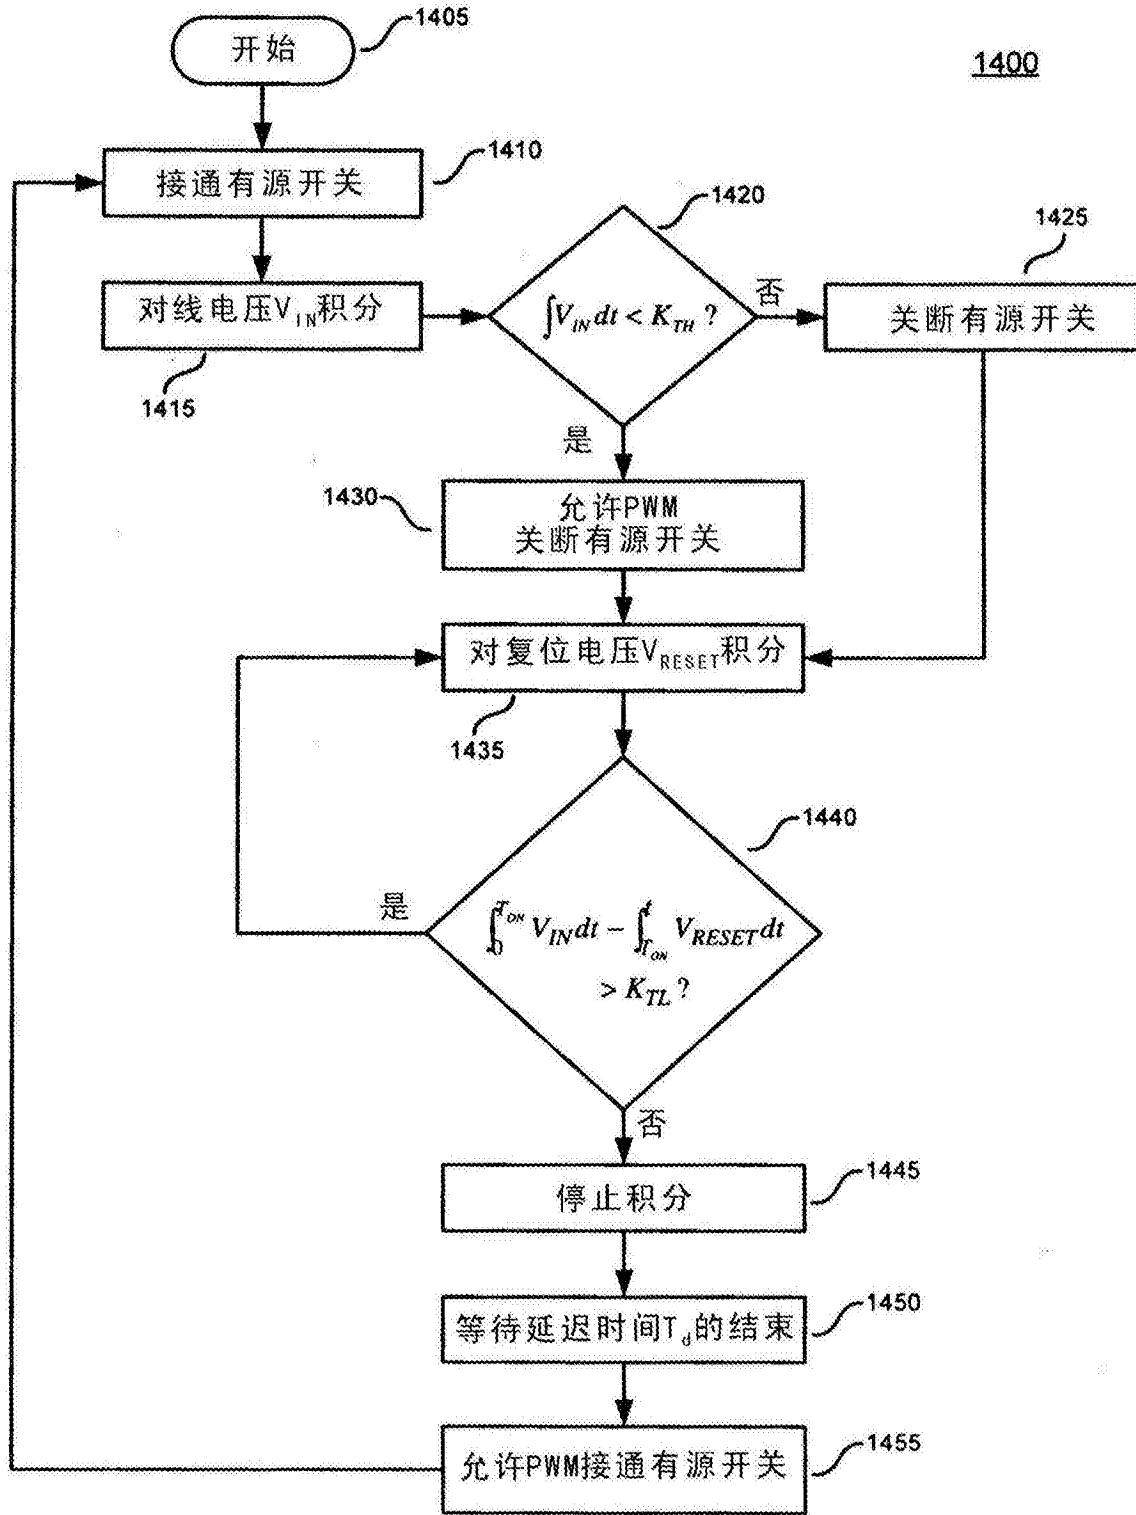 开始
1405
1400
接通有源开关
1410
对线电压V_IN积分
1415
∫V_IN dt < K_TH ?
1420
否
关断有源开关
1425
是
允许PWM
关断有源开关
1430
对复位电压V_RESET积分
1435
∫_0^{T_ON} V_IN dt − ∫_{T_ON}^t V_RESET dt
> K_TL ?
1440
是
否
停止积分
1445
等待延迟时间T_d的结束
1450
允许PWM接通有源开关
1455